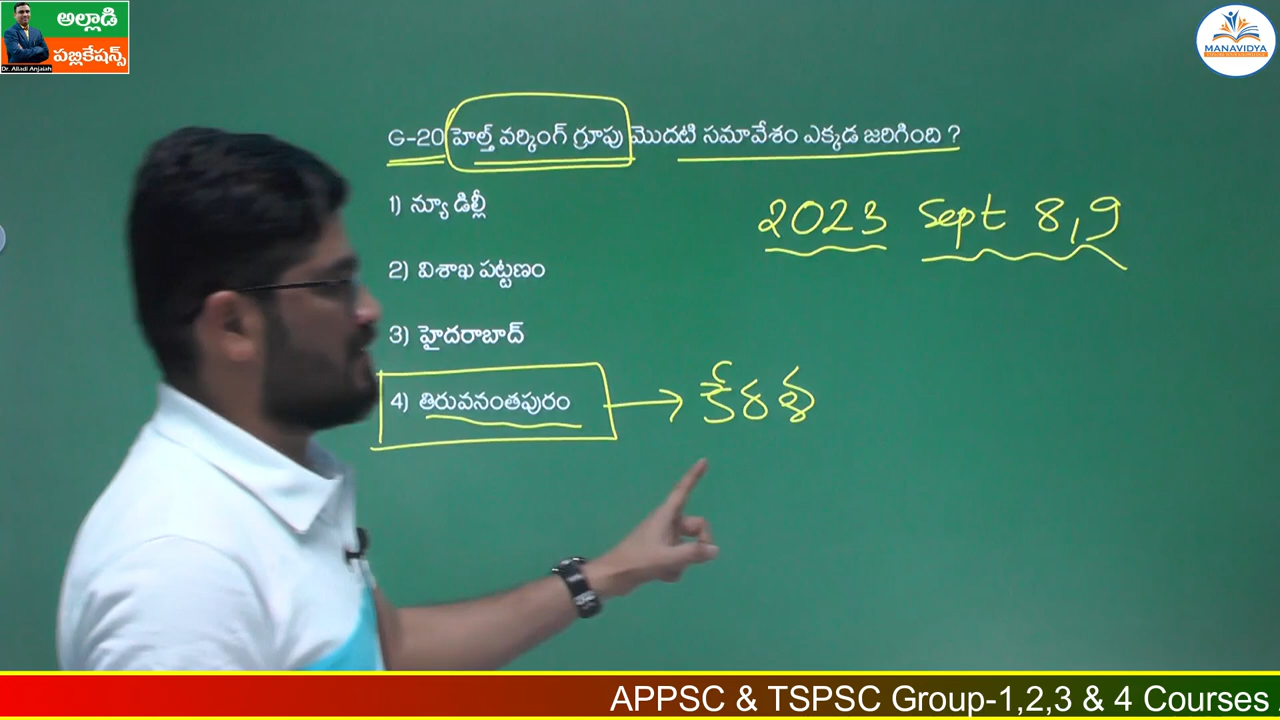 అల్లాడి
పబ్లికేషన్స్
Dr. Alladi Anjaiah
MANAVIDYA
G-20 హెల్త్ వర్కింగ్ గ్రూపు మొదటి సమావేశం ఎక్కడ జరిగింది ?
1) న్యూ డిల్లీ
2023 Sept 8,9
2) విశాఖ పట్టణం
3) హైదరాబాద్
4) తిరువనంతపురం → కేరళ
APPSC & TSPSC Group-1,2,3 & 4 Courses